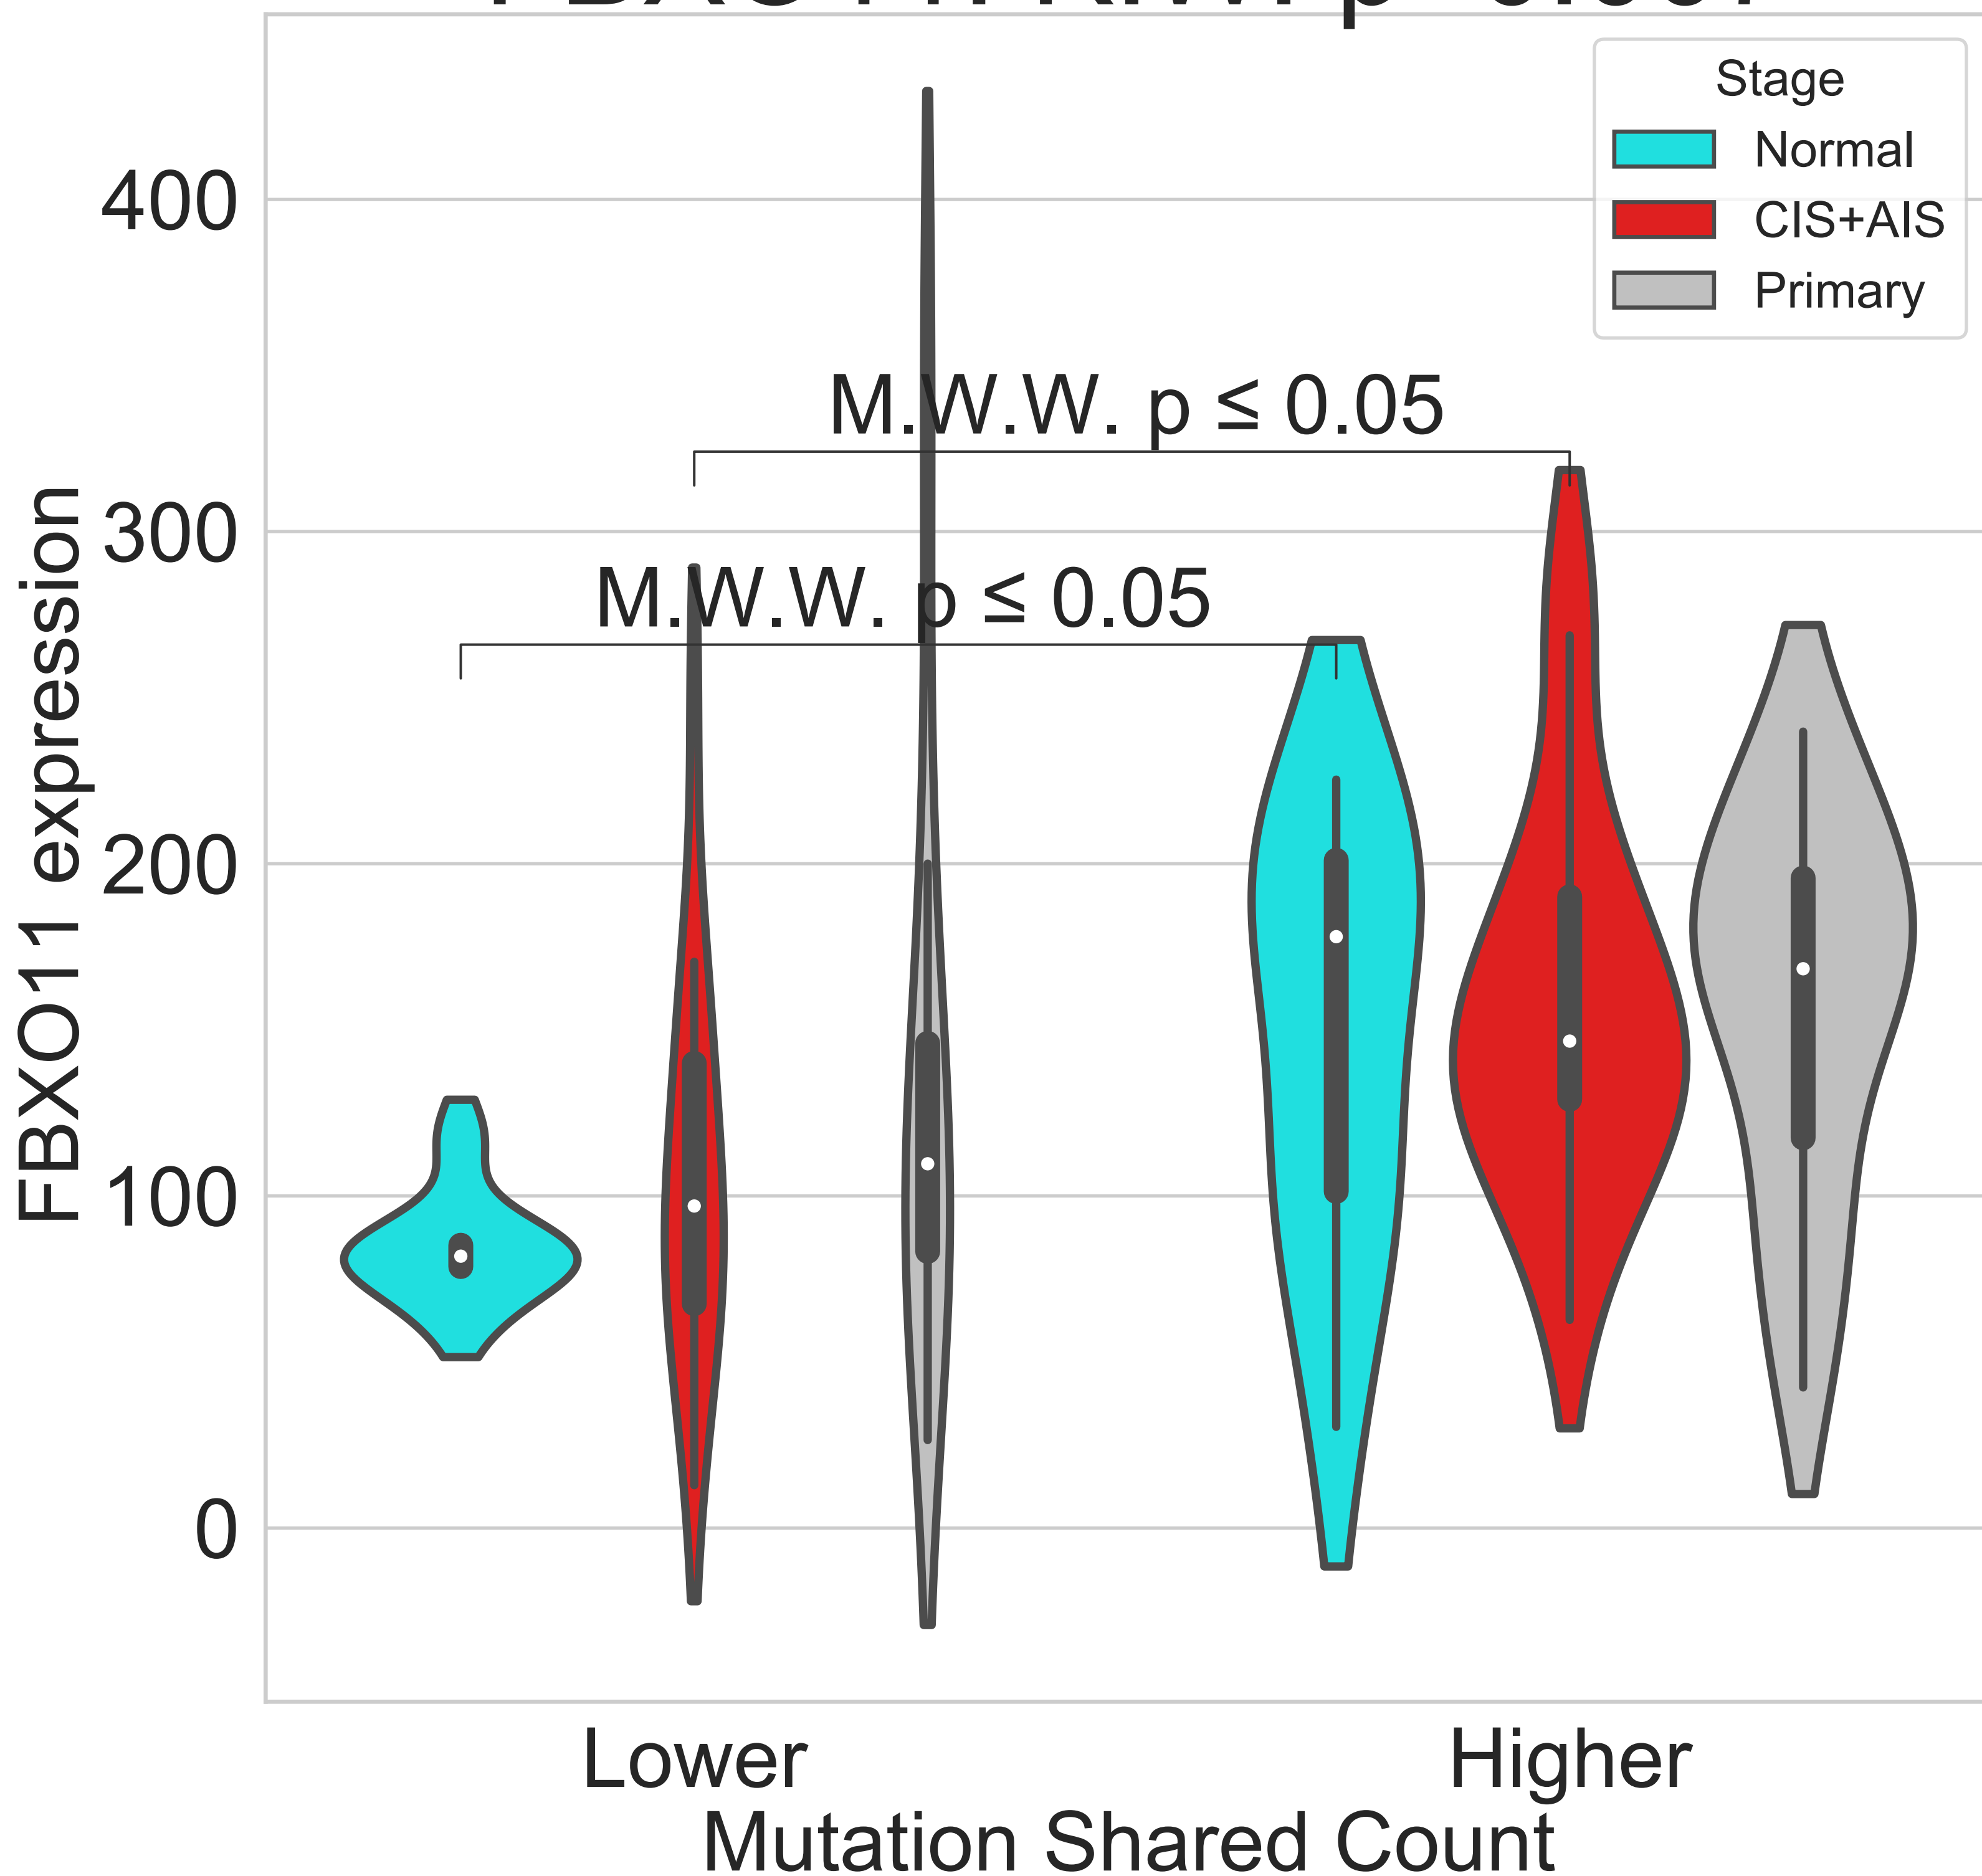 Stage
Normal
CIS+AIS
Primary
400
300
200
100
0
M.W.W. p ≤ 0.05
M.W.W. p ≤ 0.05
FBXO11 expression
Lower
Higher
Mutation Shared Count